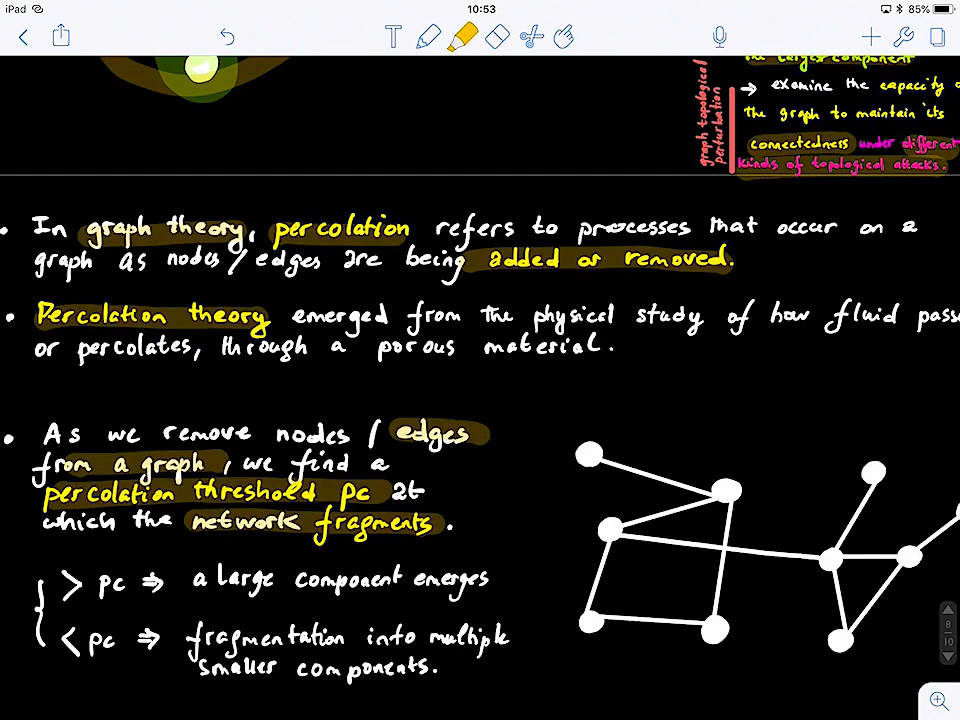 iPad
10:53
85%
T
the largest component
→ examine the capacity o
the graph to maintain its
connectedness under different
kinds of topological attacks.
graph topological
perturbation
• In graph theory, percolation refers to processes that occur on a
graph as nodes / edges are being added or removed.
• Percolation theory emerged from the physical study of how fluid pass
or percolates, through a porous material.
• As we remove nodes / edges
from a graph, we find a
percolation threshold pc at
which the network fragments.
> pc ⇒ a large component emerges
< pc ⇒ fragmentation into multiple
smaller components.
8
10